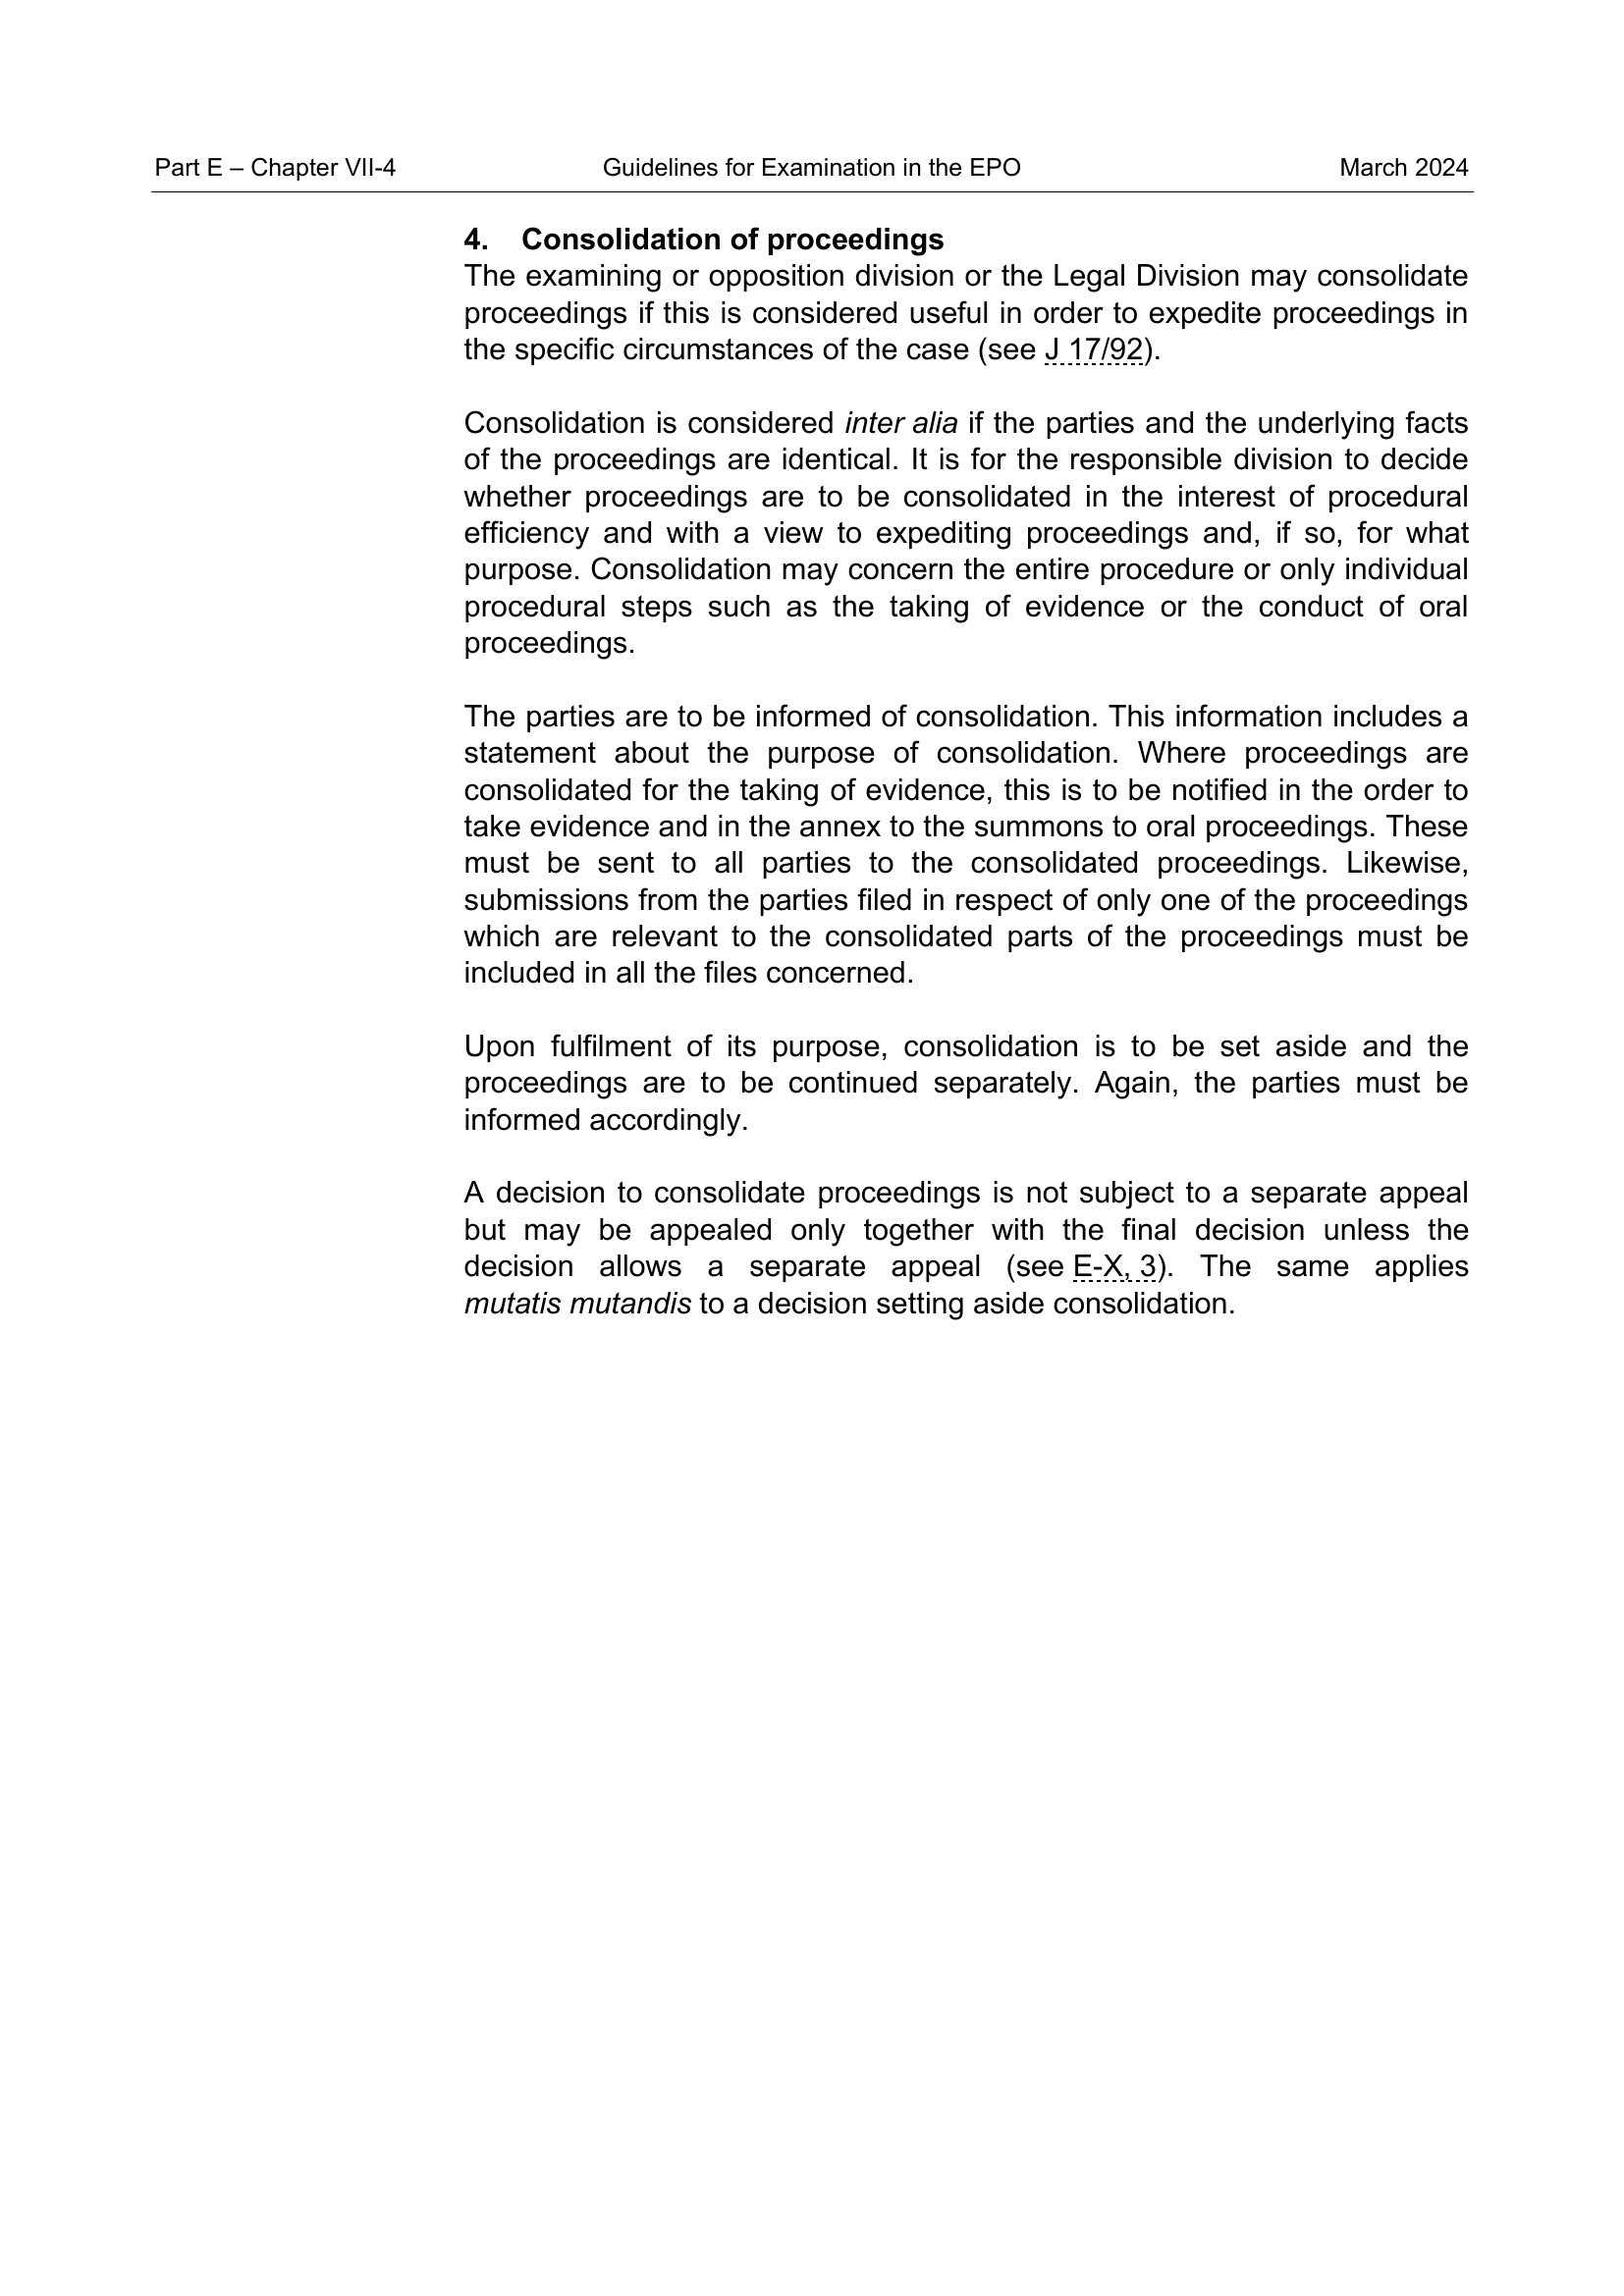 Part E – Chapter VII-4 Guidelines for Examination in the EPO March 2024
4. Consolidation of proceedings
The examining or opposition division or the Legal Division may consolidate
proceedings if this is considered useful in order to expedite proceedings in
the specific circumstances of the case (see J 17/92).
Consolidation is considered inter alia if the parties and the underlying facts
of the proceedings are identical. It is for the responsible division to decide
whether proceedings are to be consolidated in the interest of procedural
efficiency and with a view to expediting proceedings and, if so, for what
purpose. Consolidation may concern the entire procedure or only individual
procedural steps such as the taking of evidence or the conduct of oral
proceedings.
The parties are to be informed of consolidation. This information includes a
statement about the purpose of consolidation. Where proceedings are
consolidated for the taking of evidence, this is to be notified in the order to
take evidence and in the annex to the summons to oral proceedings. These
must be sent to all parties to the consolidated proceedings. Likewise,
submissions from the parties filed in respect of only one of the proceedings
which are relevant to the consolidated parts of the proceedings must be
included in all the files concerned.
Upon fulfilment of its purpose, consolidation is to be set aside and the
proceedings are to be continued separately. Again, the parties must be
informed accordingly.
A decision to consolidate proceedings is not subject to a separate appeal
but may be appealed only together with the final decision unless the
decision allows a separate appeal (see E-X, 3). The same applies
mutatis mutandis to a decision setting aside consolidation.